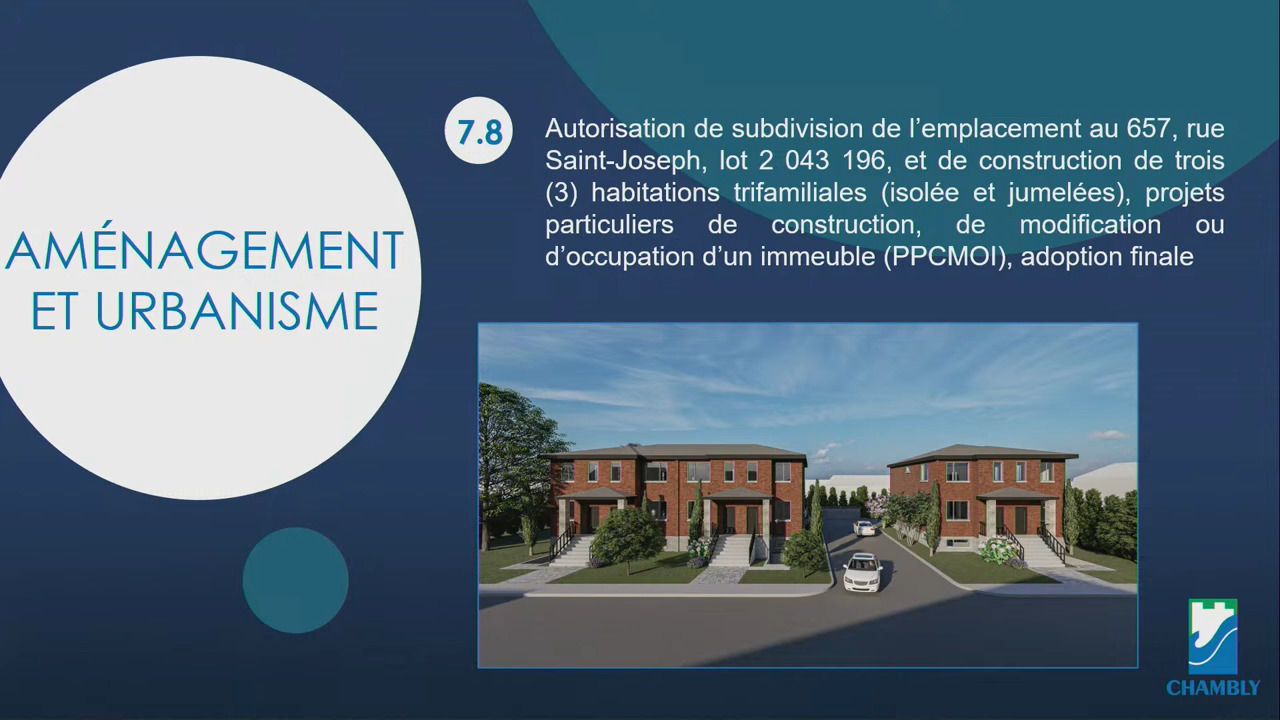 AMÉNAGEMENT
ET URBANISME
7.8
Autorisation de subdivision de l’emplacement au 657, rue
Saint-Joseph, lot 2 043 196, et de construction de trois
(3) habitations trifamiliales (isolée et jumelées), projets
particuliers de construction, de modification ou
d’occupation d’un immeuble (PPCMOI), adoption finale
CHAMBLY